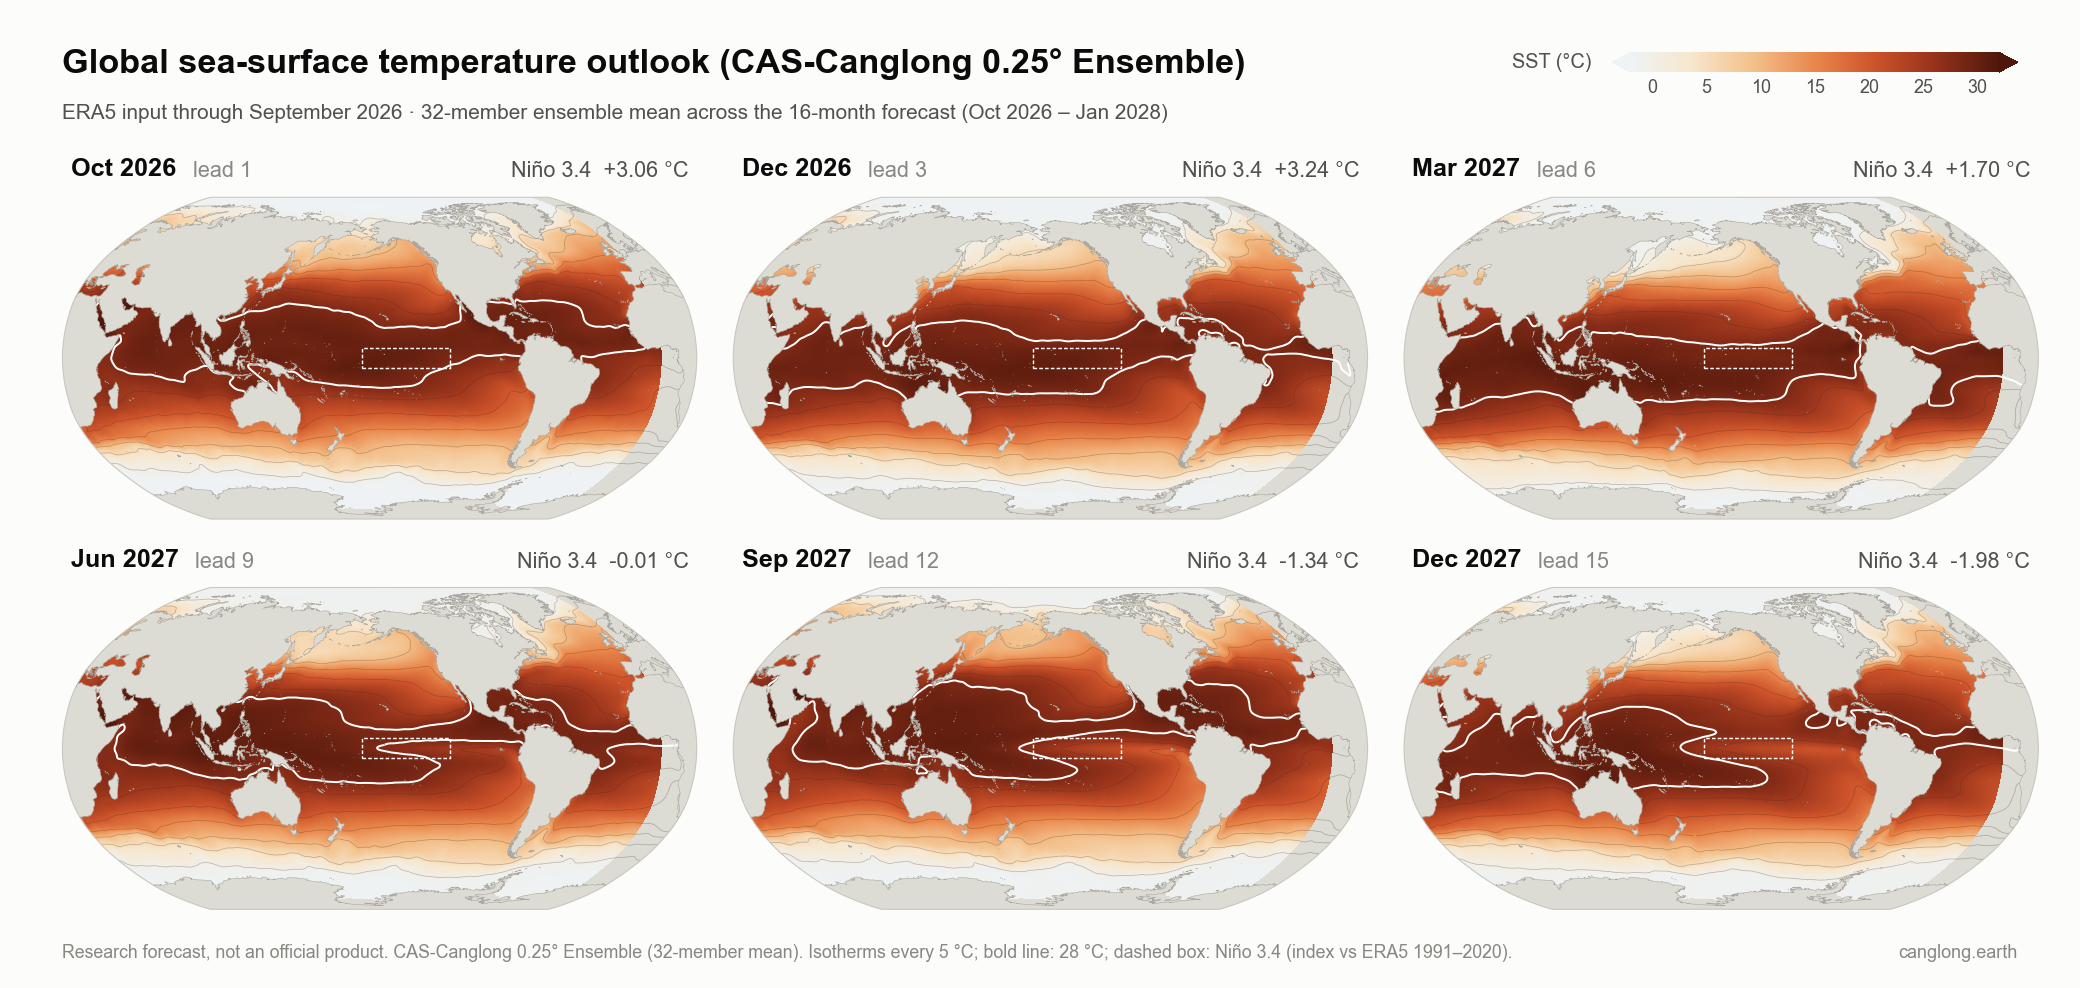 Global sea-surface temperature outlook (CAS-Canglong 0.25° Ensemble)
SST (°C)
0 5 10 15 20 25 30
ERA5 input through September 2026 · 32-member ensemble mean across the 16-month forecast (Oct 2026 – Jan 2028)
Oct 2026 lead 1 Niño 3.4 +3.06 °C
Dec 2026 lead 3 Niño 3.4 +3.24 °C
Mar 2027 lead 6 Niño 3.4 +1.70 °C
Jun 2027 lead 9 Niño 3.4 -0.01 °C
Sep 2027 lead 12 Niño 3.4 -1.34 °C
Dec 2027 lead 15 Niño 3.4 -1.98 °C
Research forecast, not an official product. CAS-Canglong 0.25° Ensemble (32-member mean). Isotherms every 5 °C; bold line: 28 °C; dashed box: Niño 3.4 (index vs ERA5 1991–2020).
canglong.earth